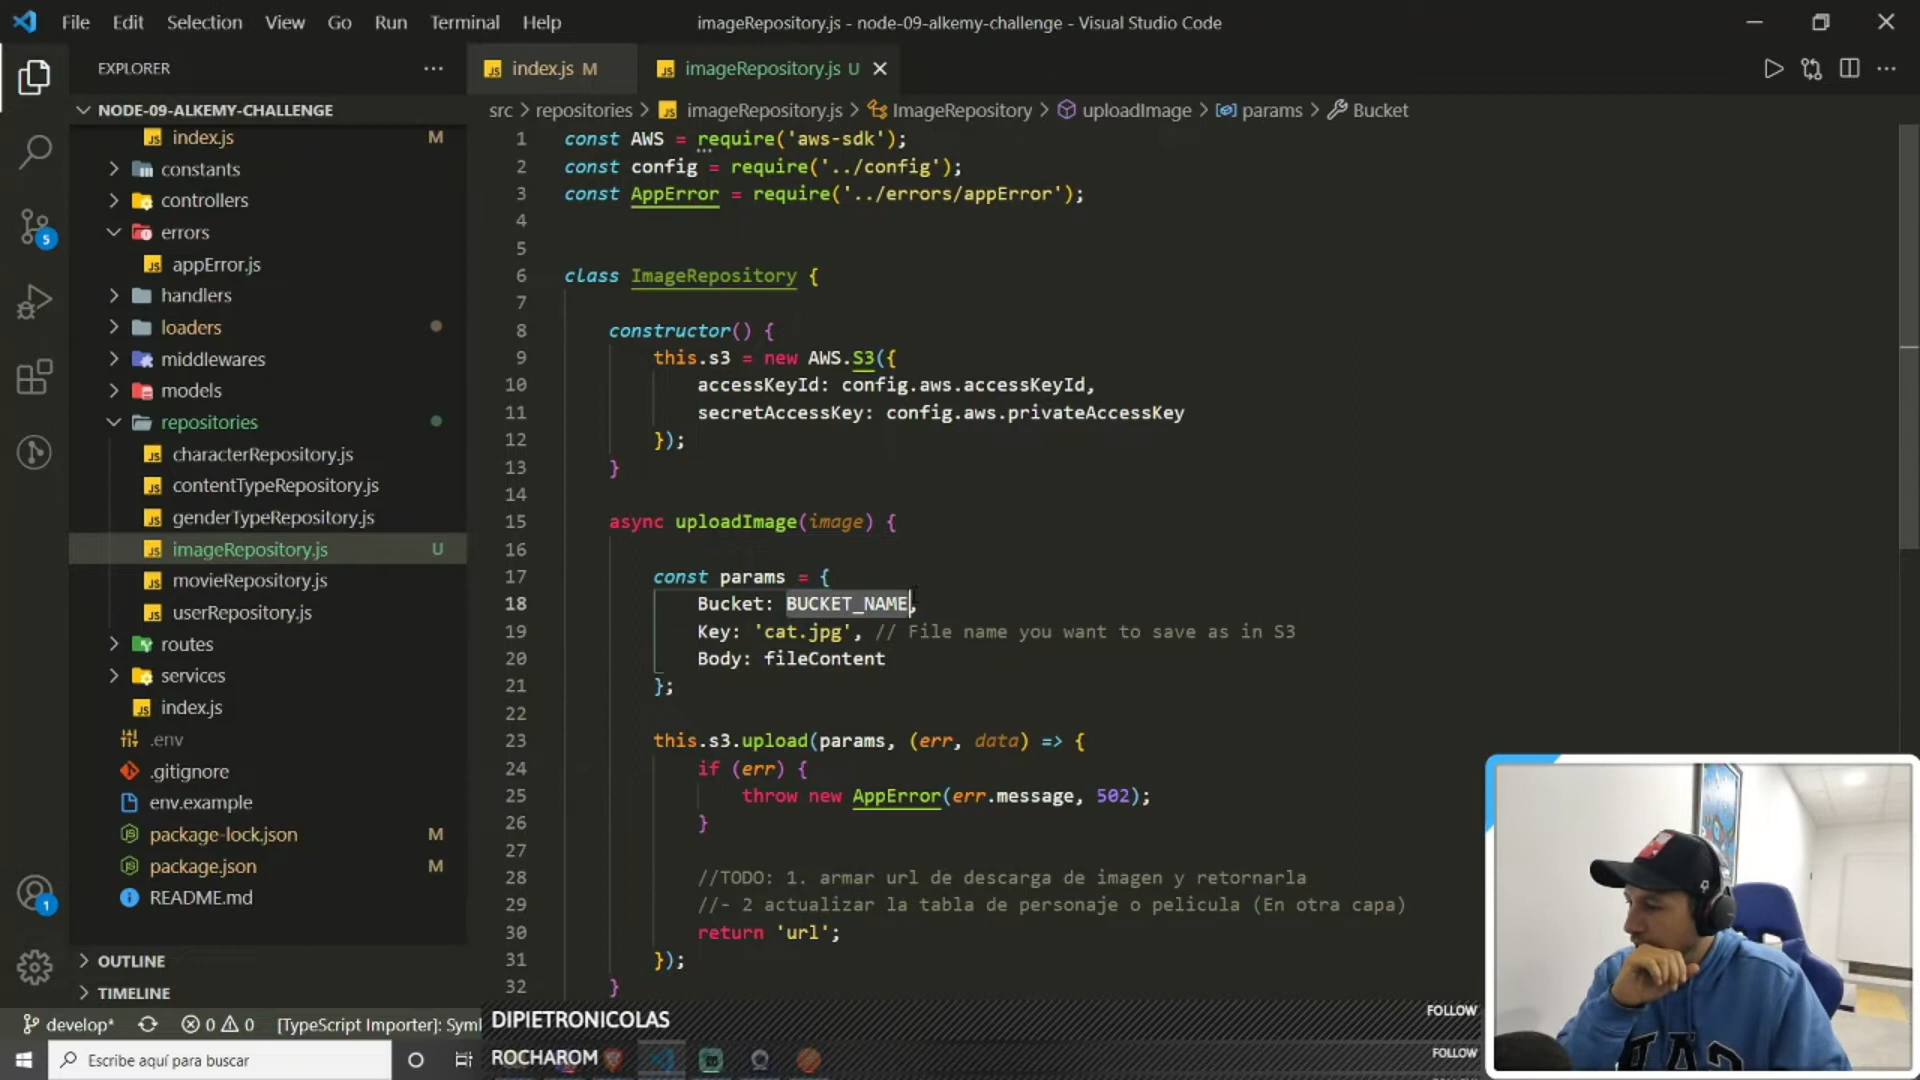 File Edit Selection View Go Run Terminal Help
imageRepository.js - node-09-alkemy-challenge - Visual Studio Code
EXPLORER
index.js M
imageRepository.js U
NODE-09-ALKEMY-CHALLENGE
src > repositories > imageRepository.js > ImageRepository > uploadImage > params > Bucket
index.js M
constants
controllers
errors
appError.js
handlers
loaders
middlewares
models
repositories
characterRepository.js
contentTypeRepository.js
genderTypeRepository.js
imageRepository.js U
movieRepository.js
userRepository.js
routes
services
index.js
.env
.gitignore
env.example
package-lock.json M
package.json M
README.md
OUTLINE
TIMELINE
5
1
1 const AWS = require('aws-sdk');
2 const config = require('../config');
3 const AppError = require('../errors/appError');
4
5
6 class ImageRepository {
7
8 constructor() {
9 this.s3 = new AWS.S3({
10 accessKeyId: config.aws.accessKeyId,
11 secretAccessKey: config.aws.privateAccessKey
12 });
13 }
14
15 async uploadImage(image) {
16
17 const params = {
18 Bucket: BUCKET_NAME,
19 Key: 'cat.jpg', // File name you want to save as in S3
20 Body: fileContent
21 };
22
23 this.s3.upload(params, (err, data) => {
24 if (err) {
25 throw new AppError(err.message, 502);
26 }
27
28 //TODO: 1. armar url de descarga de imagen y retornarla
29 //- 2 actualizar la tabla de personaje o pelicula (En otra capa)
30 return 'url';
31 });
32 }
develop* 0 0 [TypeScript Importer]: Symb
DIPIETRONICOLAS FOLLOW
ROCHAROM FOLLOW
Escribe aquí para buscar